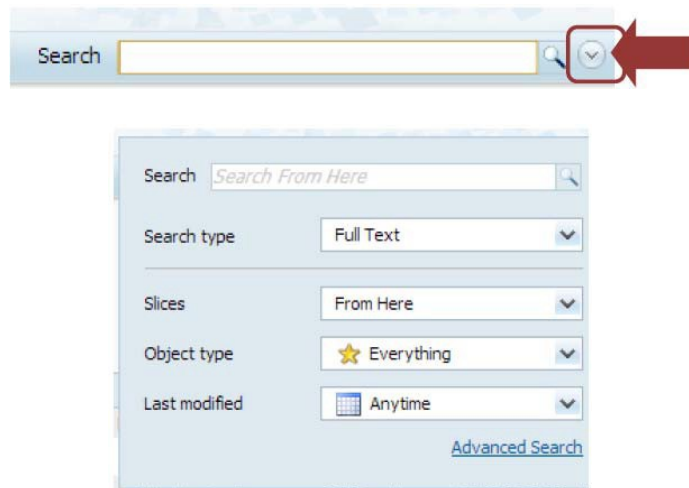 Search
Search Search From Here
Search type Full Text
Slices From Here
Object type Everything
Last modified Anytime
Advanced Search